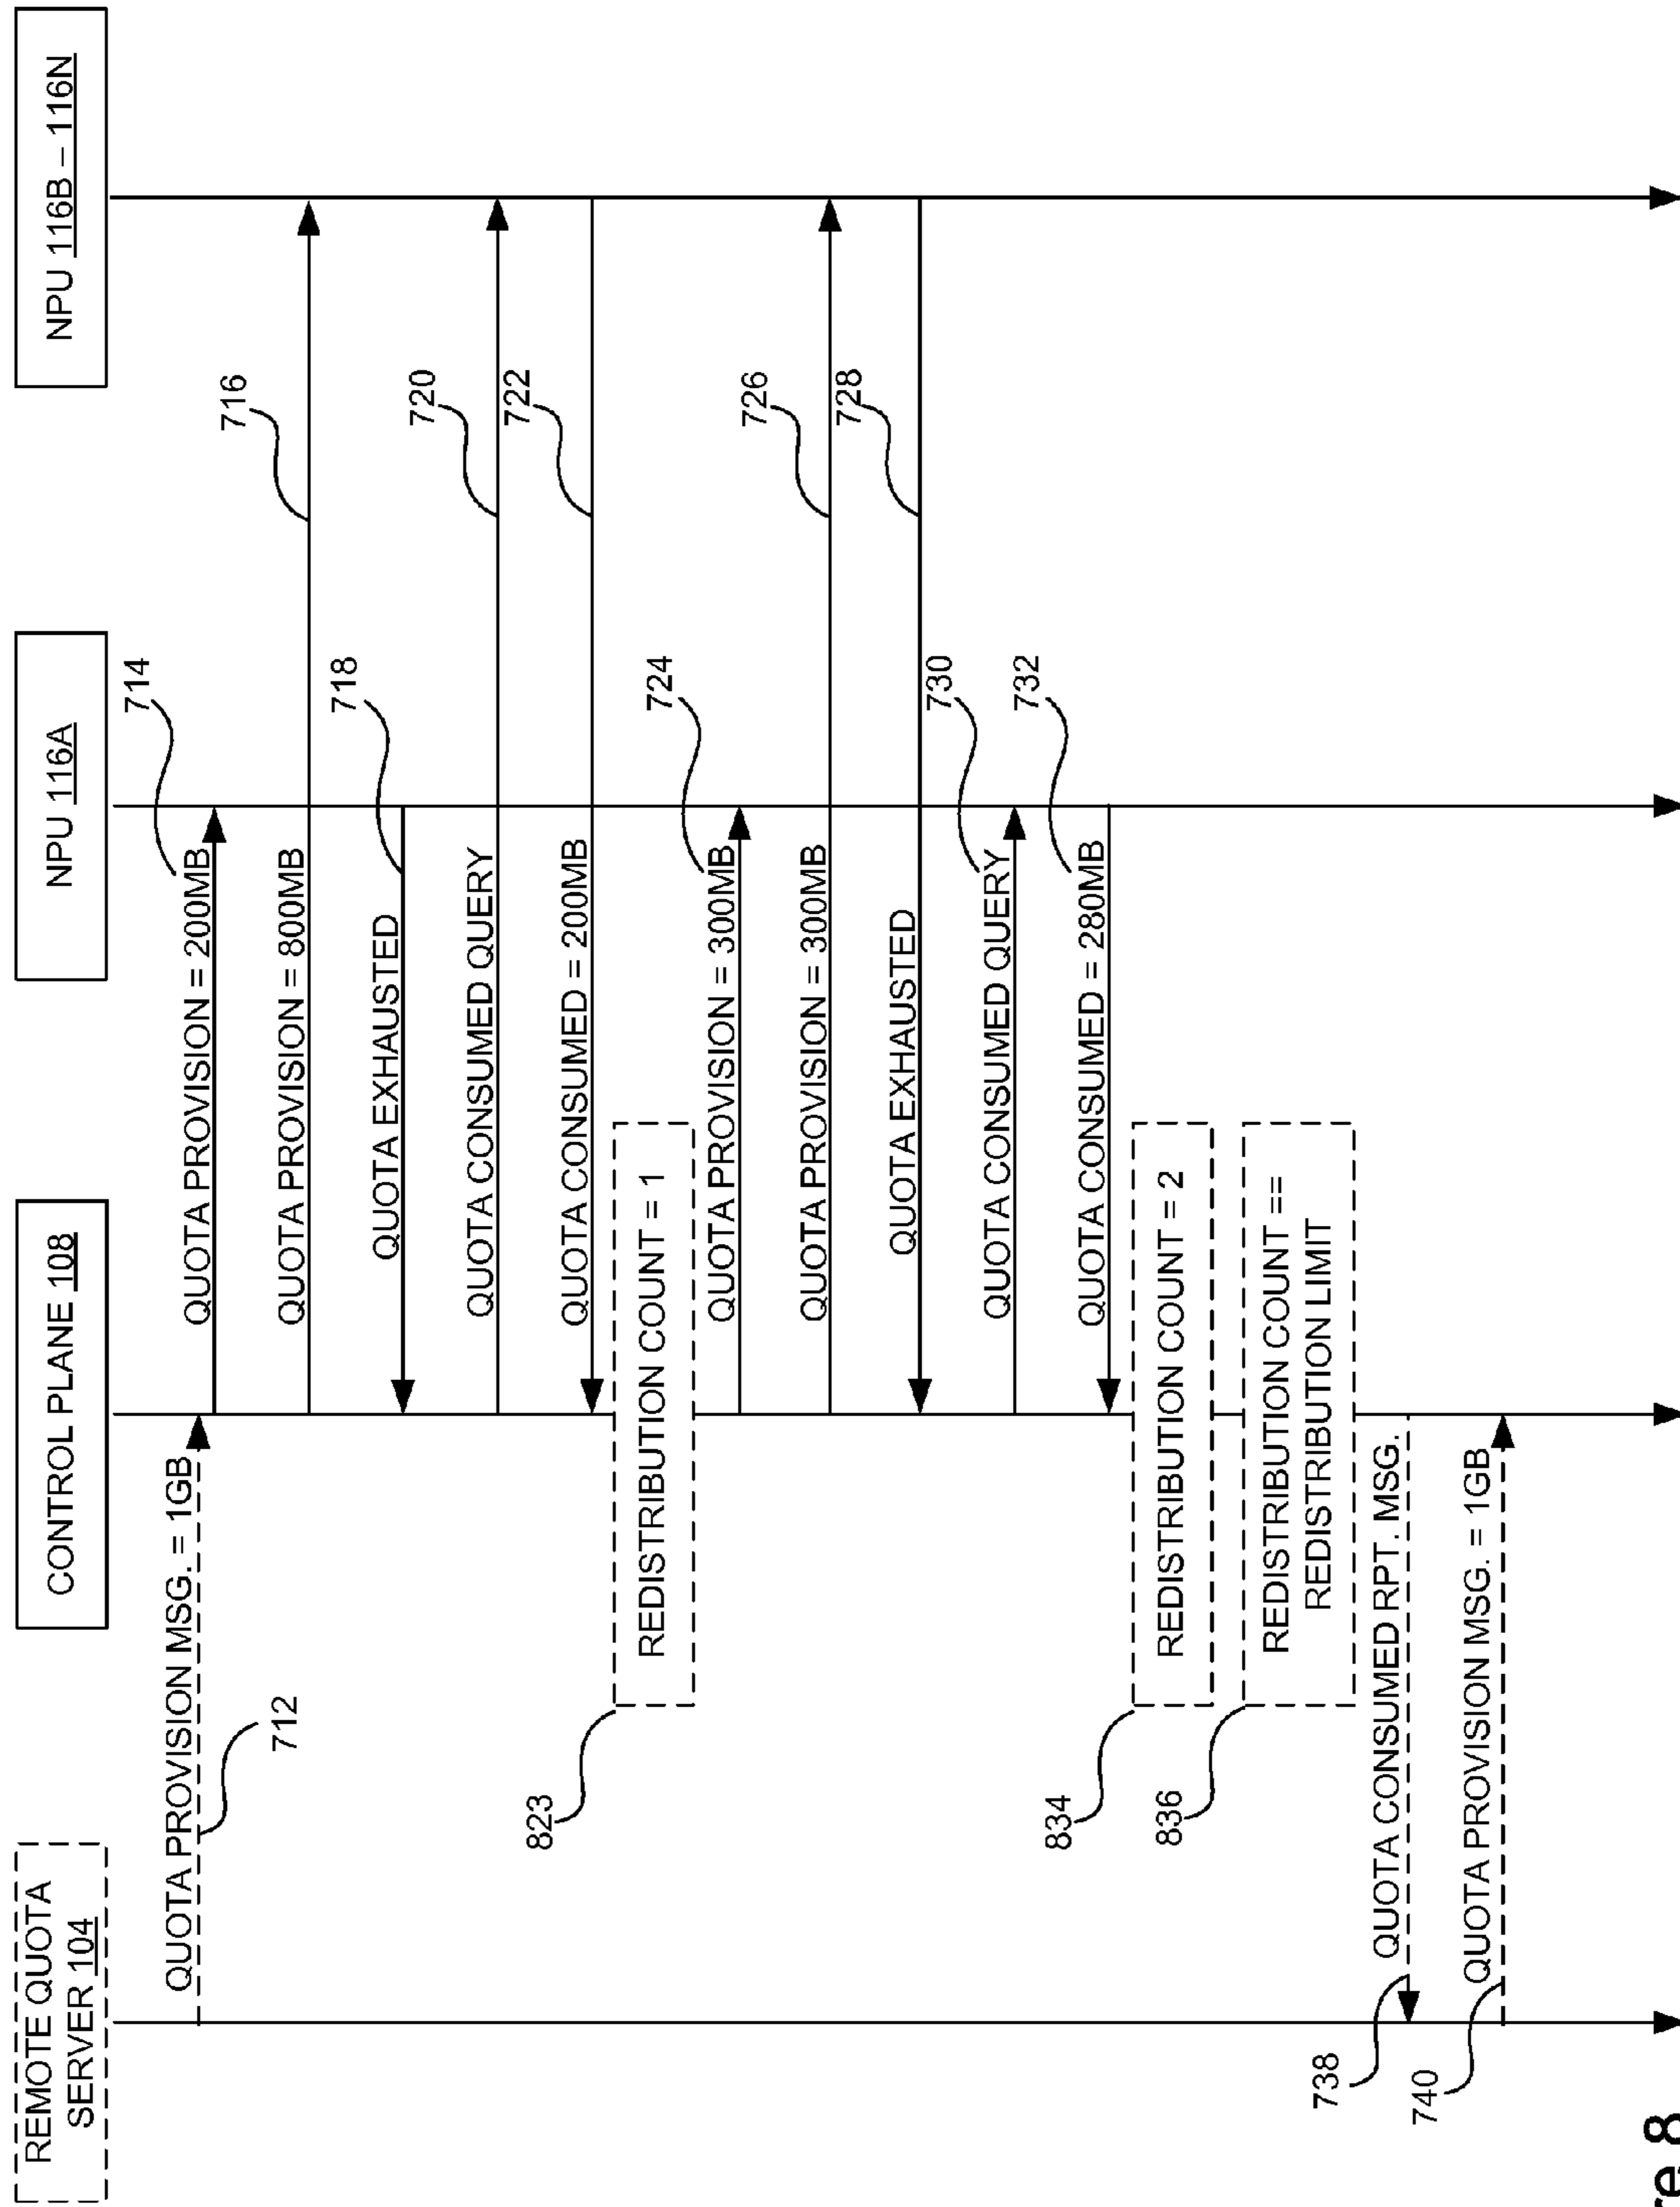 REMOTE QUOTA
SERVER 104
CONTROL PLANE 108
NPU 116A
NPU 116B – 116N
QUOTA PROVISION MSG. = 1GB
712
QUOTA PROVISION = 200MB
714
QUOTA PROVISION = 800MB
716
QUOTA EXHAUSTED
718
QUOTA CONSUMED QUERY
720
QUOTA CONSUMED = 200MB
722
REDISTRIBUTION COUNT = 1
823
QUOTA PROVISION = 300MB
724
QUOTA PROVISION = 300MB
726
QUOTA EXHAUSTED
728
QUOTA CONSUMED QUERY
730
QUOTA CONSUMED = 280MB
732
REDISTRIBUTION COUNT = 2
834
REDISTRIBUTION COUNT ==
REDISTRIBUTION LIMIT
836
QUOTA CONSUMED RPT. MSG.
738
QUOTA PROVISION MSG. = 1GB
740
re 8